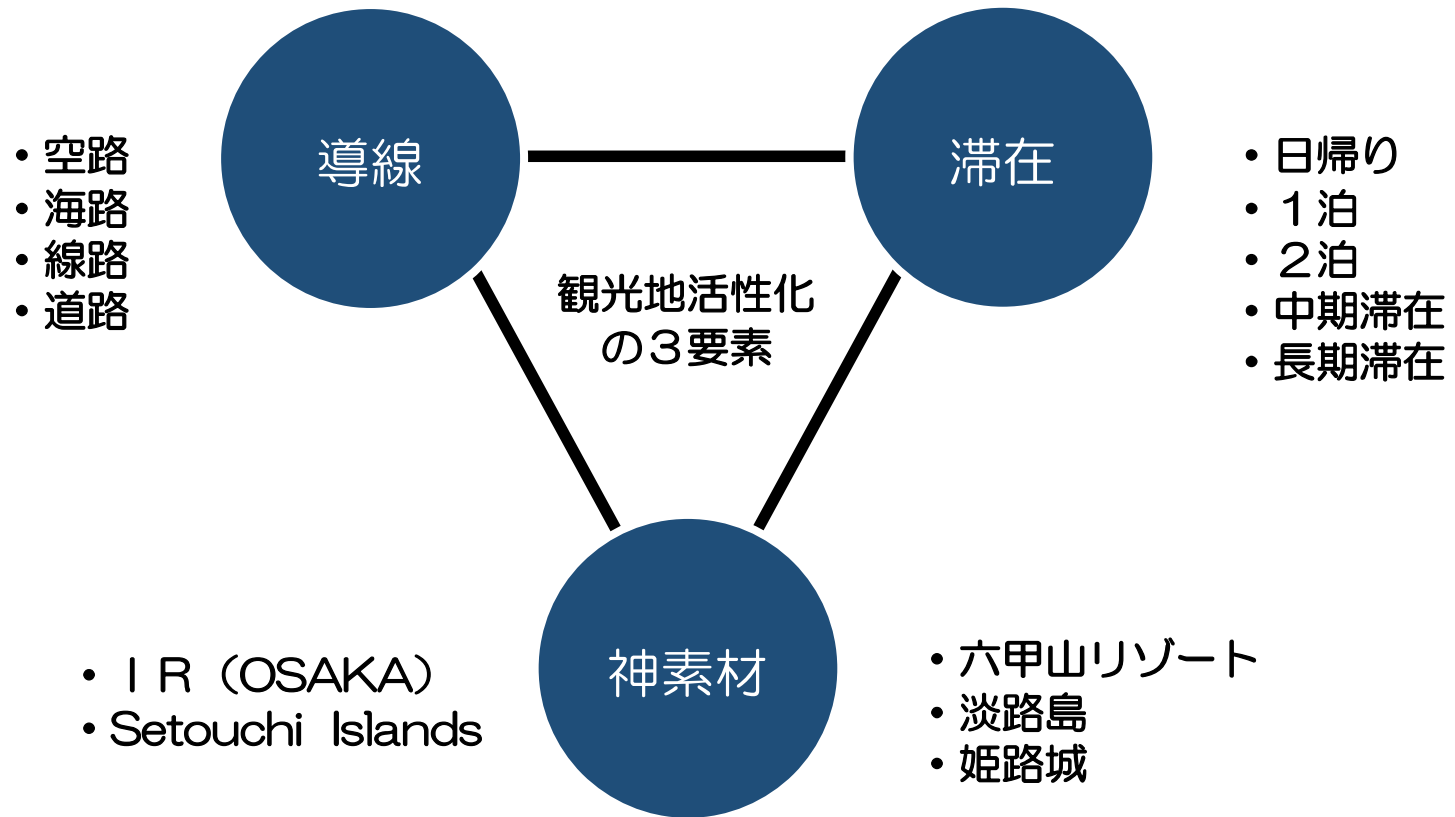 導線
・空路
・海路
・線路
・道路
滞在
・日帰り
・１泊
・２泊
・中期滞在
・長期滞在
観光地活性化
の３要素
神素材
・ＩＲ（OSAKA）
・Setouchi Islands
・六甲山リゾート
・淡路島
・姫路城